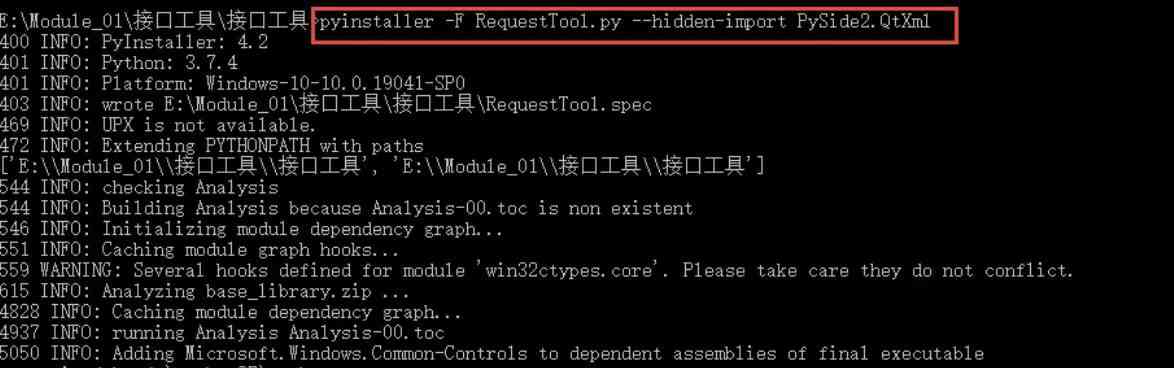 E:\Module_01\接口工具\接口工具>pyinstaller -F RequestTool.py --hidden-import PySide2.QtXml
400 INFO: PyInstaller: 4.2
401 INFO: Python: 3.7.4
401 INFO: Platform: Windows-10-10.0.19041-SP0
403 INFO: wrote E:\Module_01\接口工具\接口工具\RequestTool.spec
469 INFO: UPX is not available.
472 INFO: Extending PYTHONPATH with paths
['E:\\Module_01\\接口工具\\接口工具', 'E:\\Module_01\\接口工具\\接口工具']
544 INFO: checking Analysis
544 INFO: Building Analysis because Analysis-00.toc is non existent
546 INFO: Initializing module dependency graph...
551 INFO: Caching module graph hooks...
559 WARNING: Several hooks defined for module 'win32ctypes.core'. Please take care they do not conflict.
615 INFO: Analyzing base_library.zip ...
4828 INFO: Caching module dependency graph...
4937 INFO: running Analysis Analysis-00.toc
5050 INFO: Adding Microsoft.Windows.Common-Controls to dependent assemblies of final executable